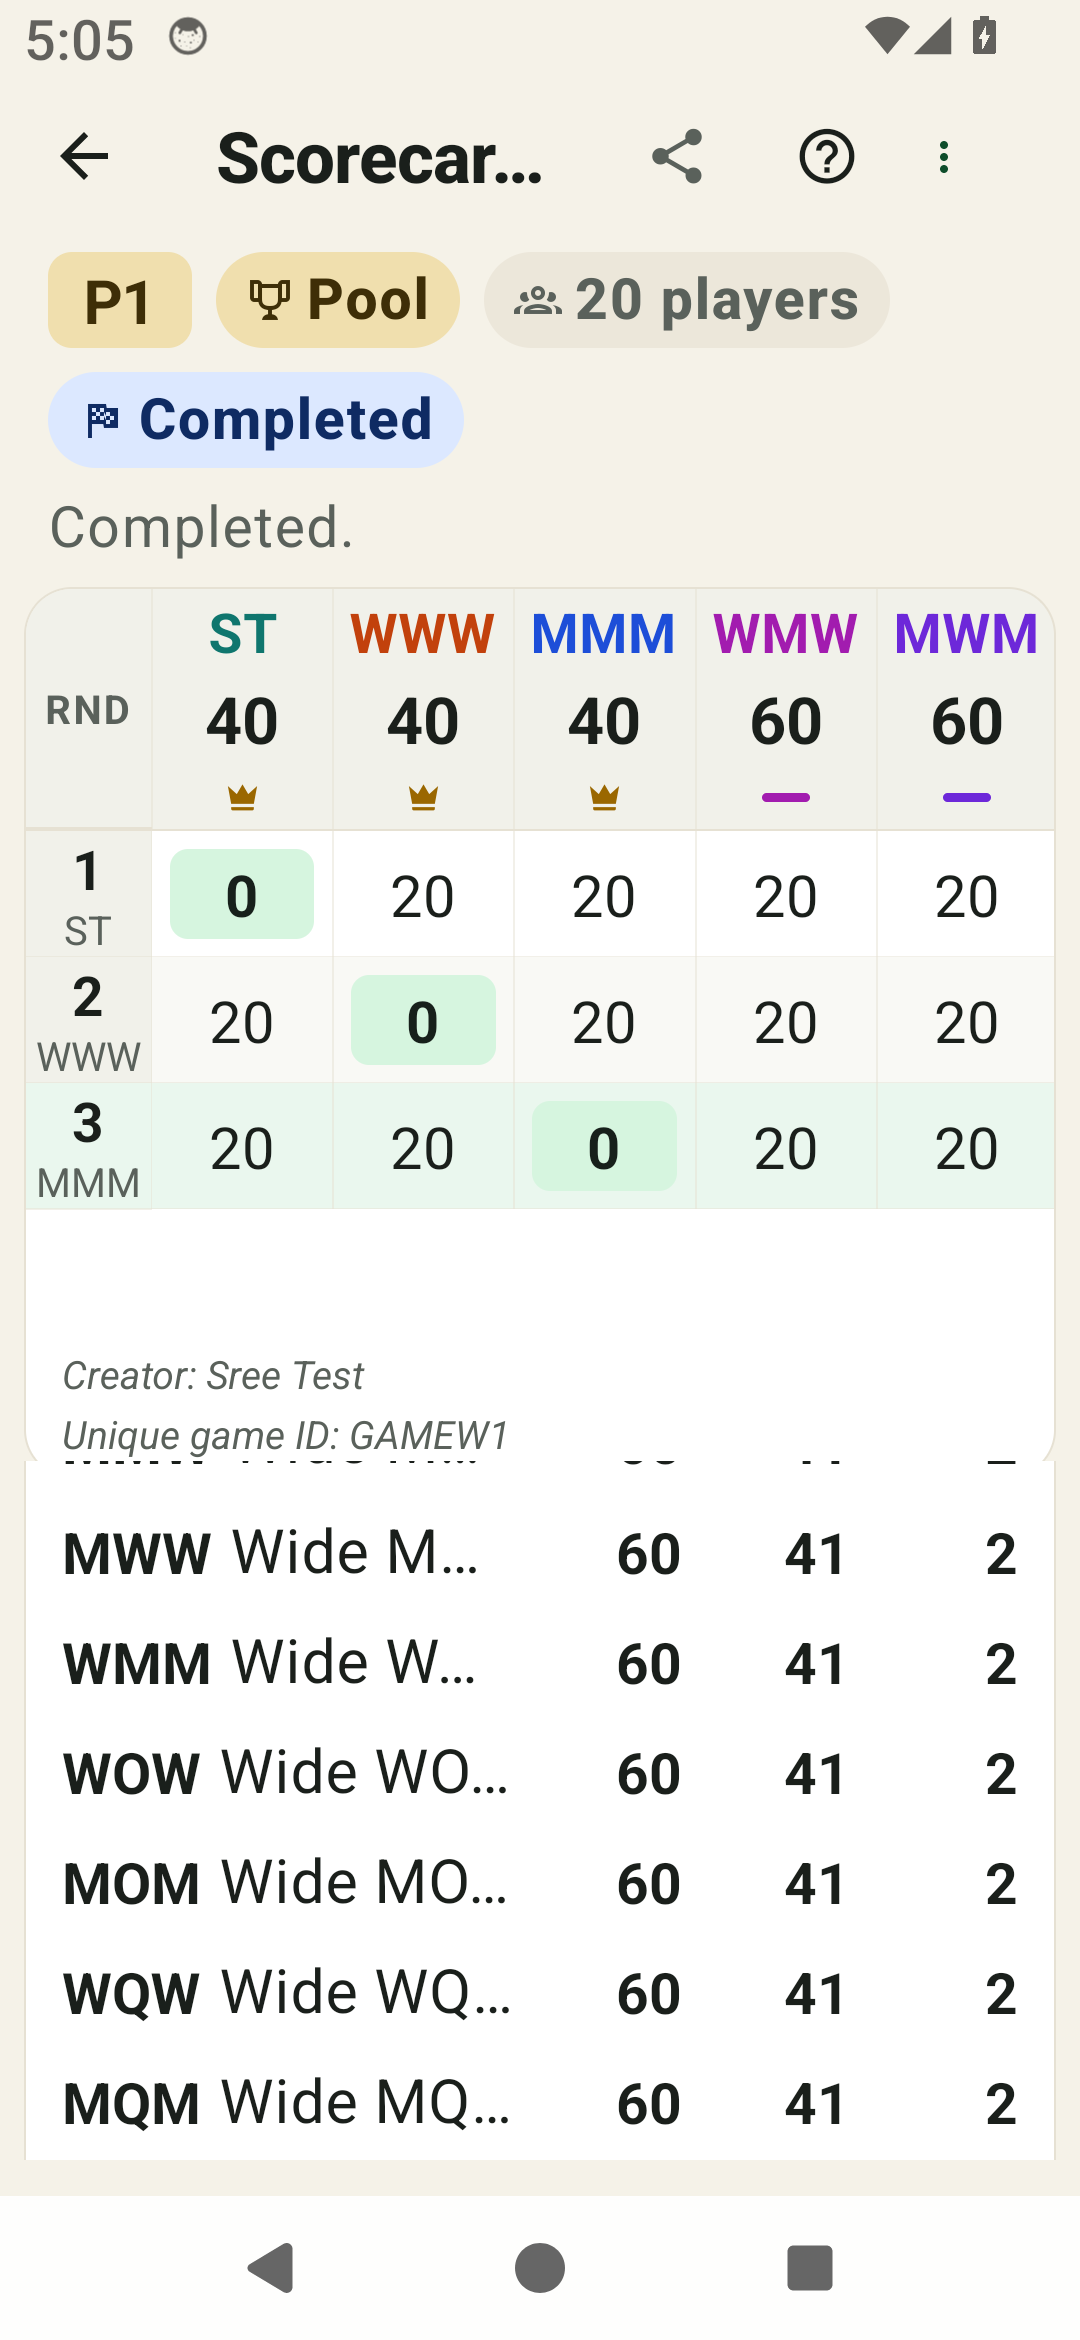 5:05
Scorecar...
P1 Pool 20 players
Completed
Completed.
RND ST WWW MMM WMW MWM
40 40 40 60 60
1 ST 0 20 20 20 20
2 WWW 20 0 20 20 20
3 MMM 20 20 0 20 20
Creator: Sree Test
Unique game ID: GAMEW1
MWW Wide M... 60 41 2
WMM Wide W... 60 41 2
WOW Wide WO... 60 41 2
MOM Wide MO... 60 41 2
WQW Wide WQ... 60 41 2
MQM Wide MQ... 60 41 2